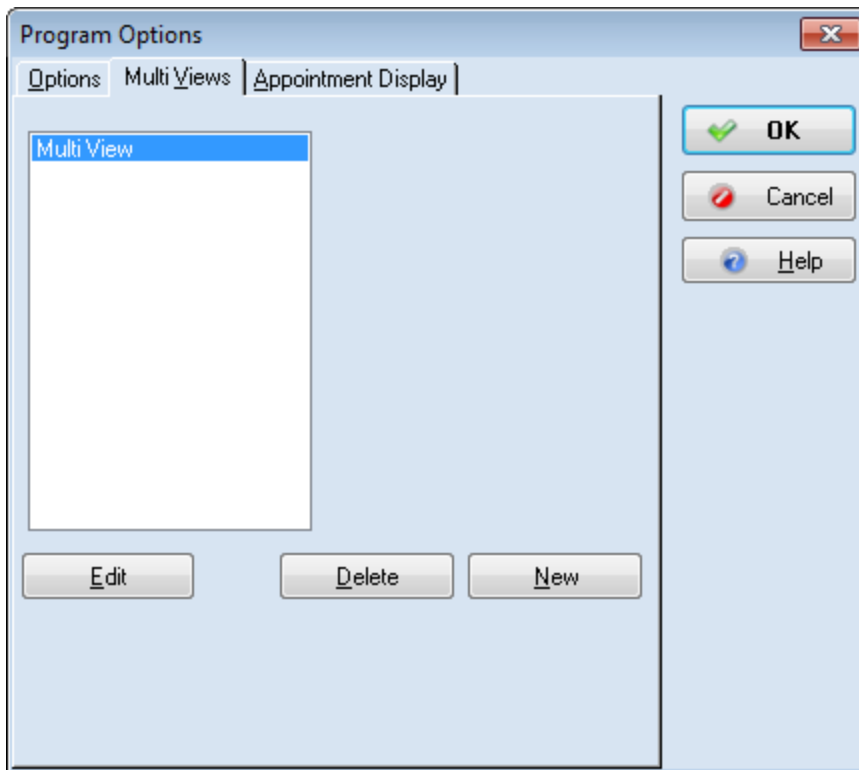 Program Options
Options Multi Views Appointment Display
Multi View
OK
Cancel
Help
Edit Delete New